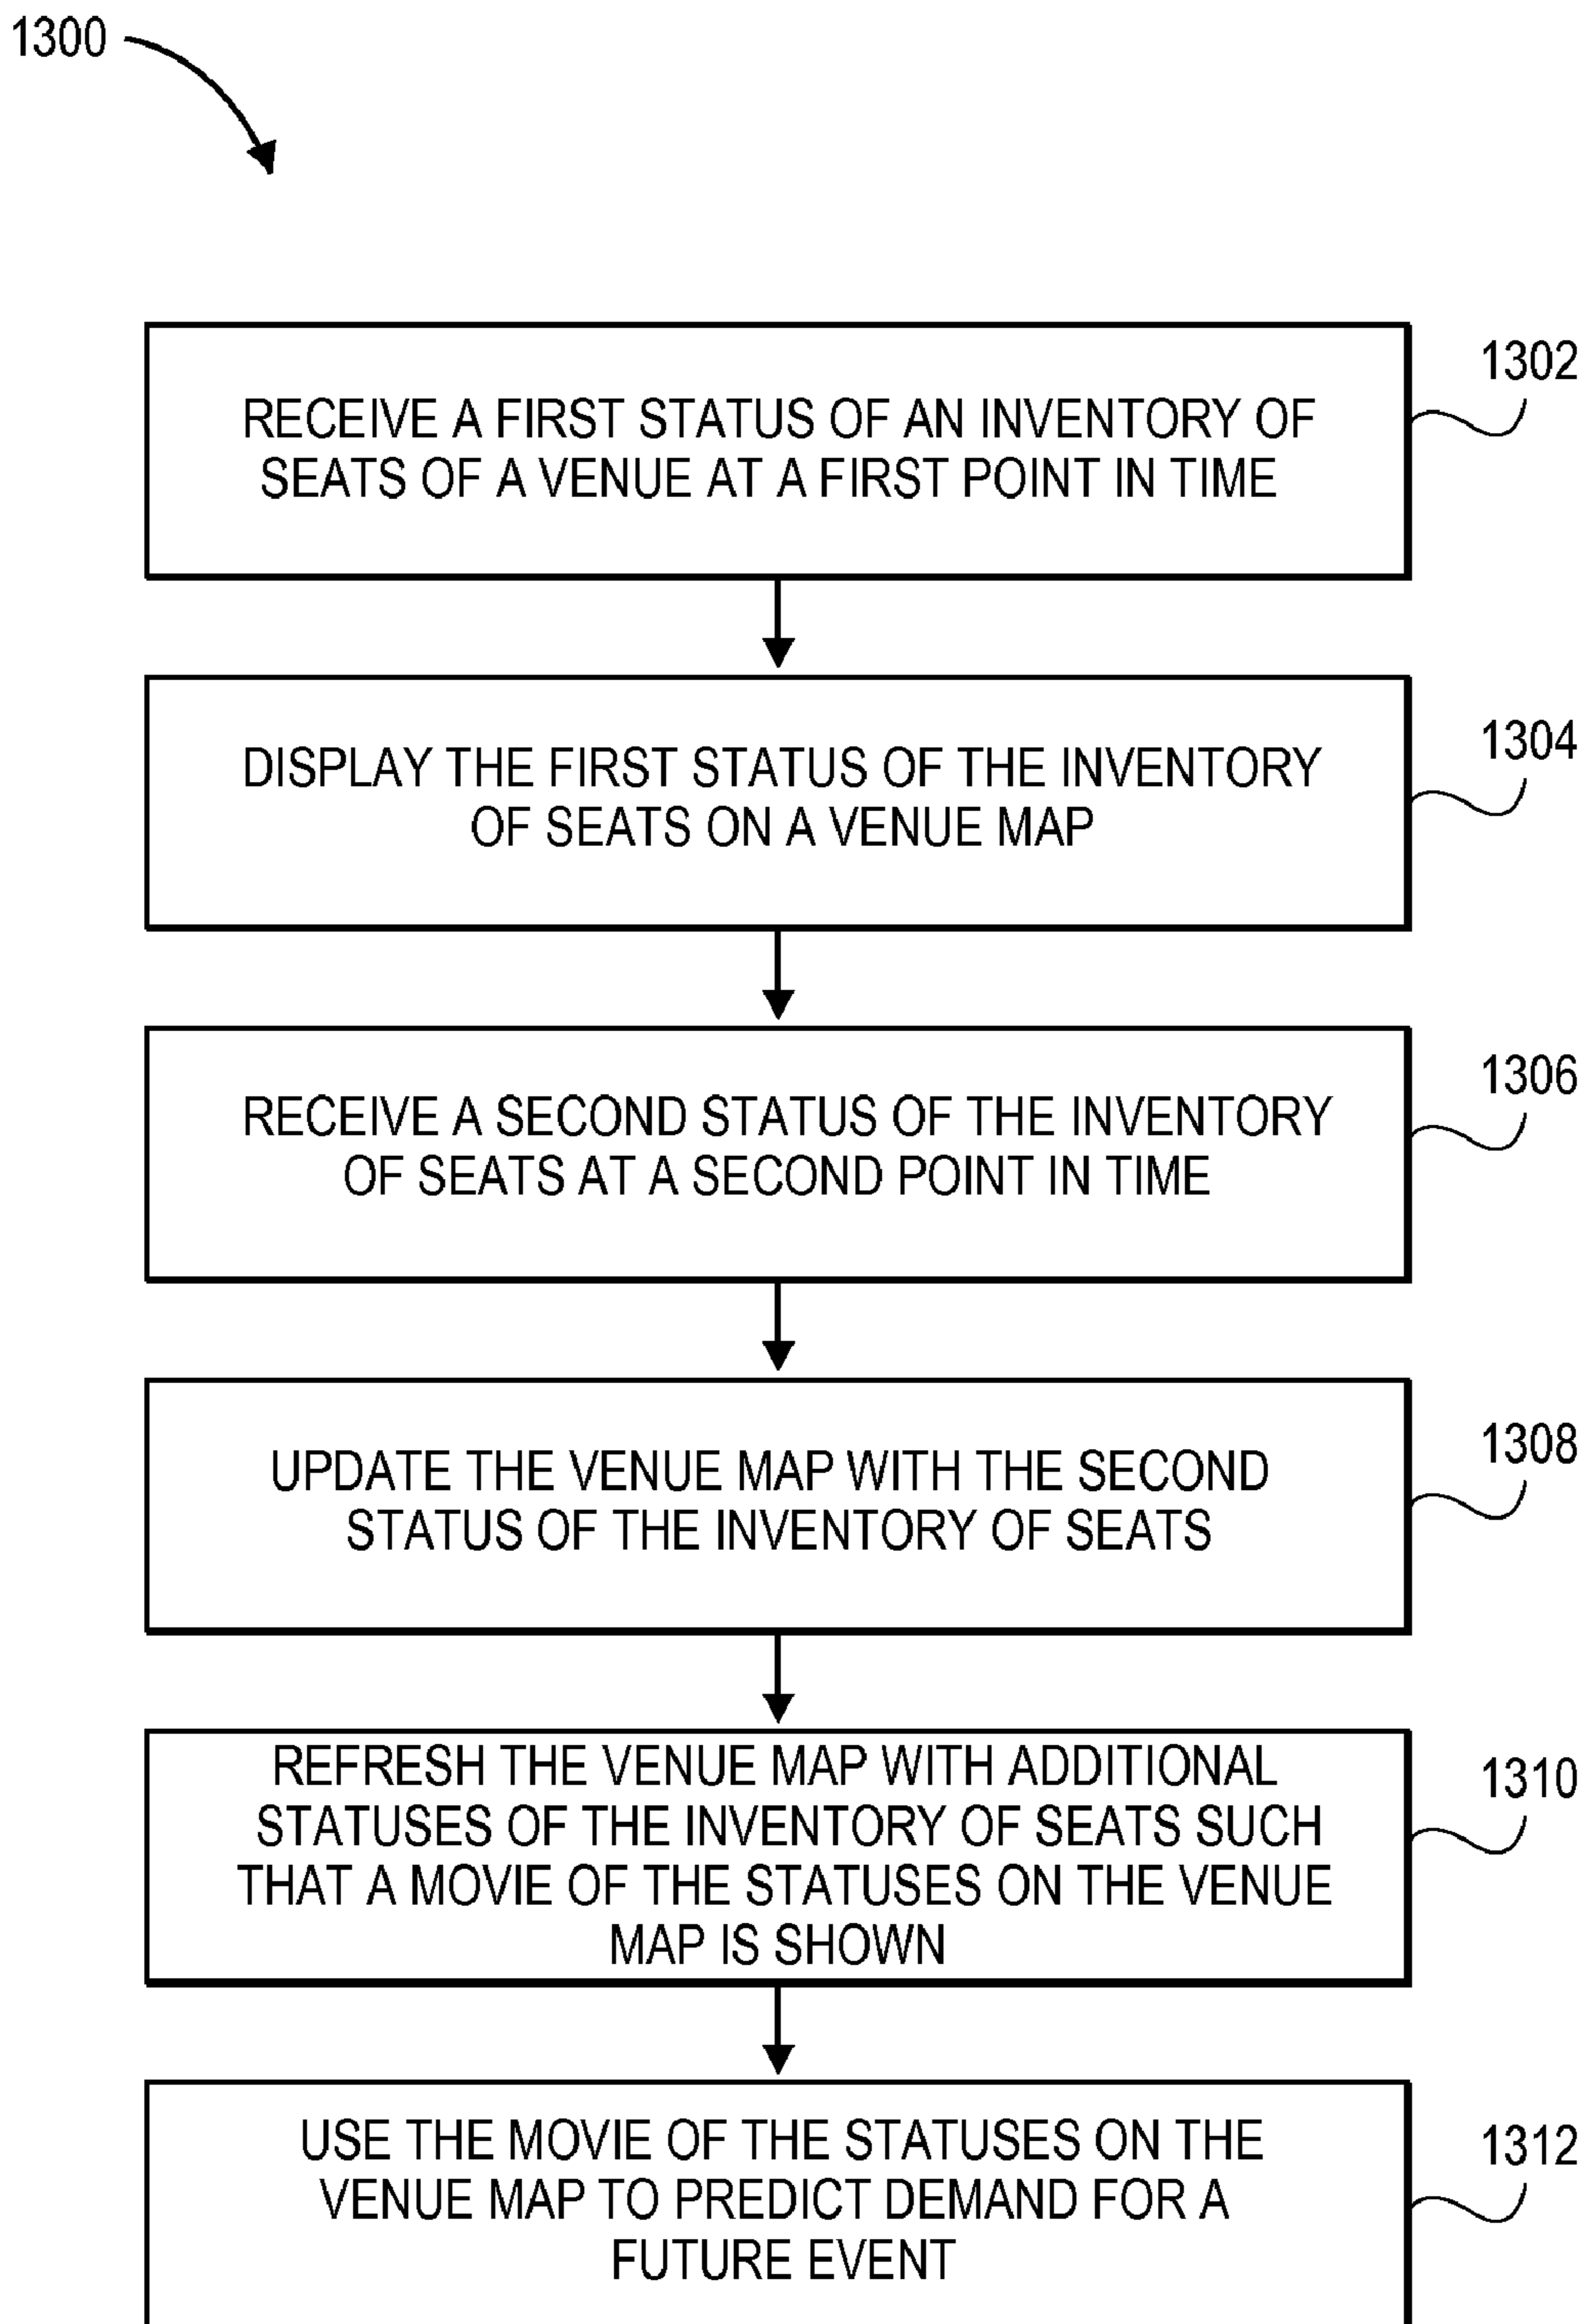 1300
RECEIVE A FIRST STATUS OF AN INVENTORY OF
SEATS OF A VENUE AT A FIRST POINT IN TIME
1302
DISPLAY THE FIRST STATUS OF THE INVENTORY
OF SEATS ON A VENUE MAP
1304
RECEIVE A SECOND STATUS OF THE INVENTORY
OF SEATS AT A SECOND POINT IN TIME
1306
UPDATE THE VENUE MAP WITH THE SECOND
STATUS OF THE INVENTORY OF SEATS
1308
REFRESH THE VENUE MAP WITH ADDITIONAL
STATUSES OF THE INVENTORY OF SEATS SUCH
THAT A MOVIE OF THE STATUSES ON THE VENUE
MAP IS SHOWN
1310
USE THE MOVIE OF THE STATUSES ON THE
VENUE MAP TO PREDICT DEMAND FOR A
FUTURE EVENT
1312